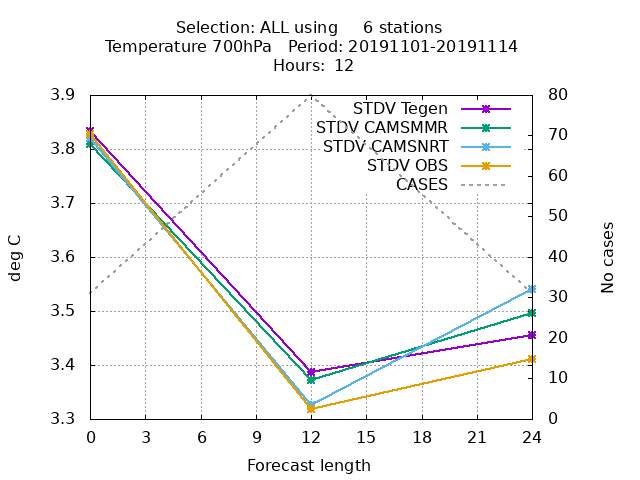 Selection: ALL using     6 stations
Temperature 700hPa   Period: 20191101-20191114
Hours:  12
3.9
3.8
3.7
3.6
3.5
3.4
3.3
80
70
60
50
40
30
20
10
0
STDV Tegen
STDV CAMSMMR
STDV CAMSNRT
STDV OBS
CASES
deg C
No cases
0 3 6 9 12 15 18 21 24
Forecast length